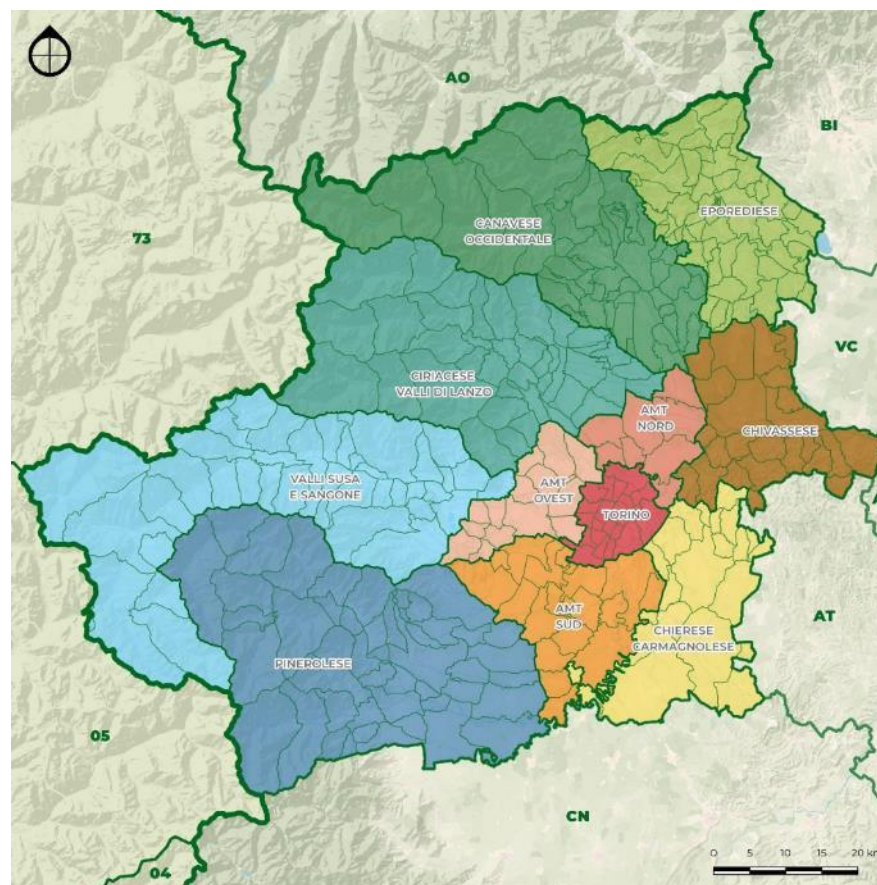 AO
BI
EPOREDIESE
CANAVESE
OCCIDENTALE
73
VC
CIRIACESE
VALLI DI LANZO
AMT
NORD
CHIVASSESE
VALLI SUSA
E SANGONE
AMT
OVEST
TORINO
AT
AMT
SUD
CHIERESE
CARMAGNOLESE
PINEROLESE
05
CN
04
0 5 10 15 20 km